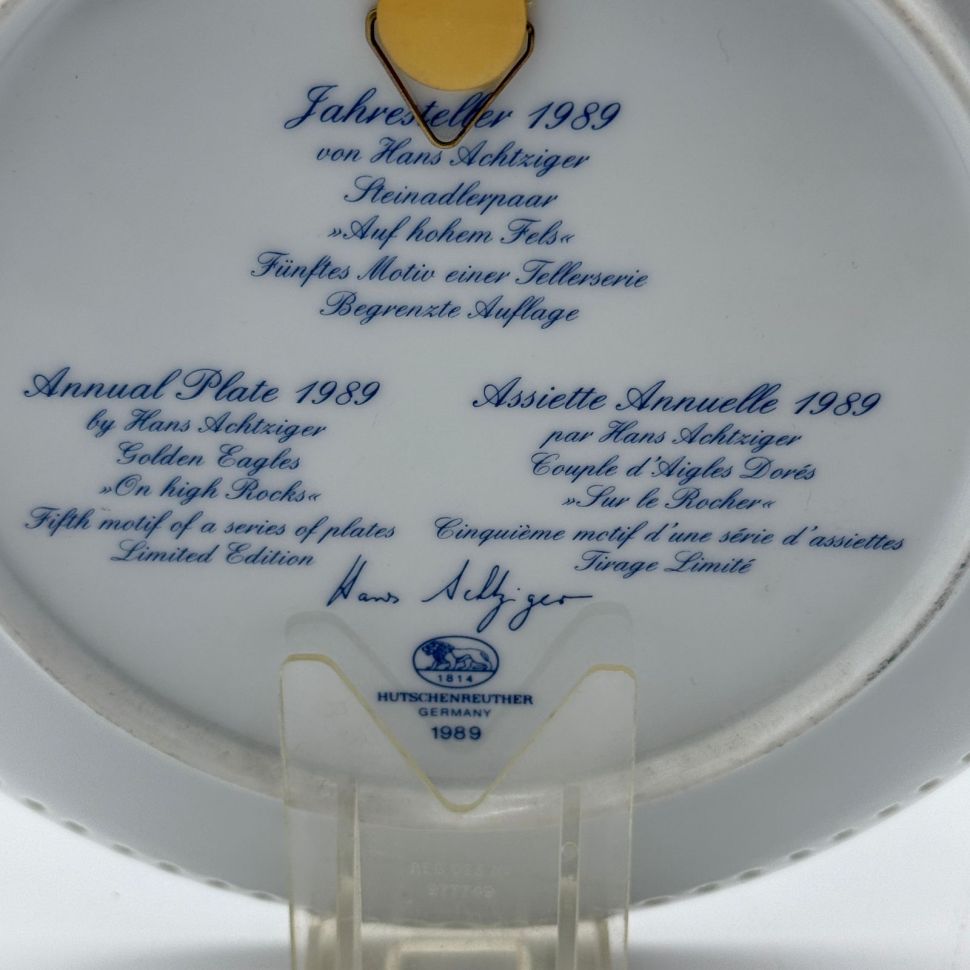 Jahresteller 1989
von Hans Achtziger
Steinadlerpaar
»Auf hohem Fels«
Fünftes Motiv einer Tellerserie
Begrenzte Auflage
Annual Plate 1989
by Hans Achtziger
Golden Eagles
»On high Rocks«
Fifth motif of a series of plates
Limited Edition
Assiette Annuelle 1989
par Hans Achtziger
Couple d'Aigles Dorés
»Sur le Rocher«
Cinquième motif d'une série d'assiettes
Tirage Limité
Hans Achtziger
1814
HUTSCHENREUTHER
GERMANY
1989